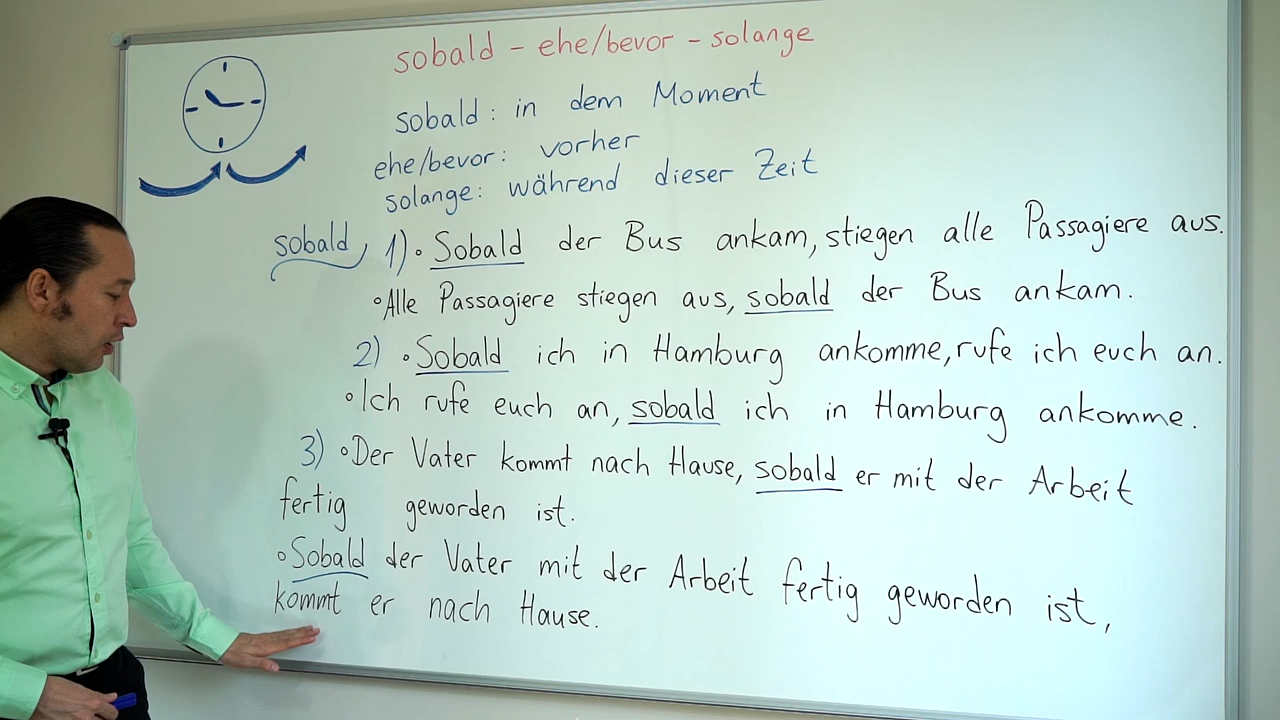 sobald – ehe/bevor – solange
sobald: in dem Moment
ehe/bevor: vorher
solange: während dieser Zeit
sobald, 1) • Sobald der Bus ankam, stiegen alle Passagiere aus.
• Alle Passagiere stiegen aus, sobald der Bus ankam.
2) • Sobald ich in Hamburg ankomme, rufe ich euch an.
• Ich rufe euch an, sobald ich in Hamburg ankomme.
3) • Der Vater kommt nach Hause, sobald er mit der Arbeit
fertig geworden ist.
• Sobald der Vater mit der Arbeit fertig geworden ist,
kommt er nach Hause.